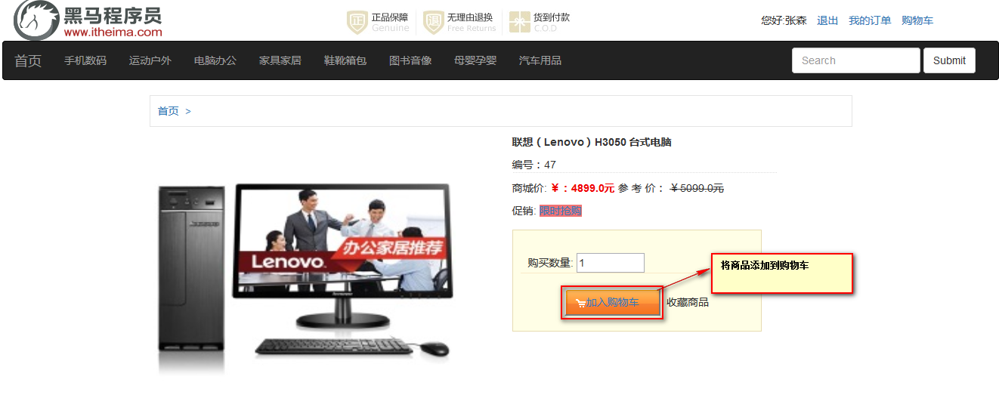 黑马程序员
www.itheima.com
正 正品保障 Genuine
退 无理由退换 Free Returns
货到付款 C.O.D
您好:张森 退出 我的订单 购物车
首页 手机数码 运动户外 电脑办公 家具家居 鞋靴箱包 图书音像 母婴孕婴 汽车用品 Search Submit
首页 >
联想（Lenovo）H3050 台式电脑
编号：47
商城价: ￥：4899.0元 参 考 价： ￥5099.0元
促销: 限时抢购
办公家居推荐
Lenovo
购买数量: 1
将商品添加到购物车
加入购物车 收藏商品